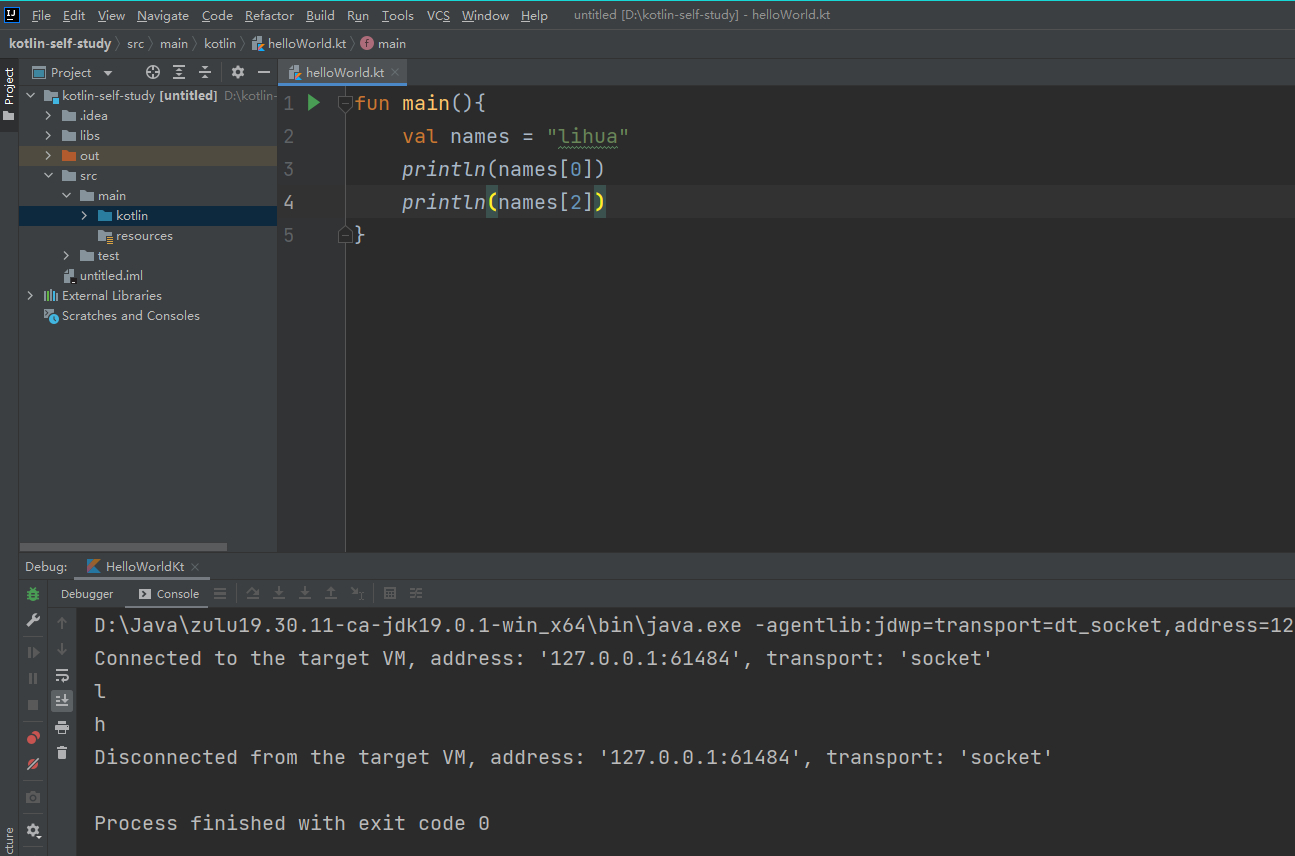 File Edit View Navigate Code Refactor Build Run Tools VCS Window Help untitled [D:\kotlin-self-study] - helloWorld.kt
kotlin-self-study src main kotlin helloWorld.kt main
Project
Project
helloWorld.kt
kotlin-self-study [untitled] D:\kotlin-
.idea
libs
out
src
main
kotlin
resources
test
untitled.iml
External Libraries
Scratches and Consoles
1 fun main(){
2 val names = "lihua"
3 println(names[0])
4 println(names[2])
5 }
Debug: HelloWorldKt
Debugger Console
D:\Java\zulu19.30.11-ca-jdk19.0.1-win_x64\bin\java.exe -agentlib:jdwp=transport=dt_socket,address=12
Connected to the target VM, address: '127.0.0.1:61484', transport: 'socket'
l
h
Disconnected from the target VM, address: '127.0.0.1:61484', transport: 'socket'
Process finished with exit code 0
cture